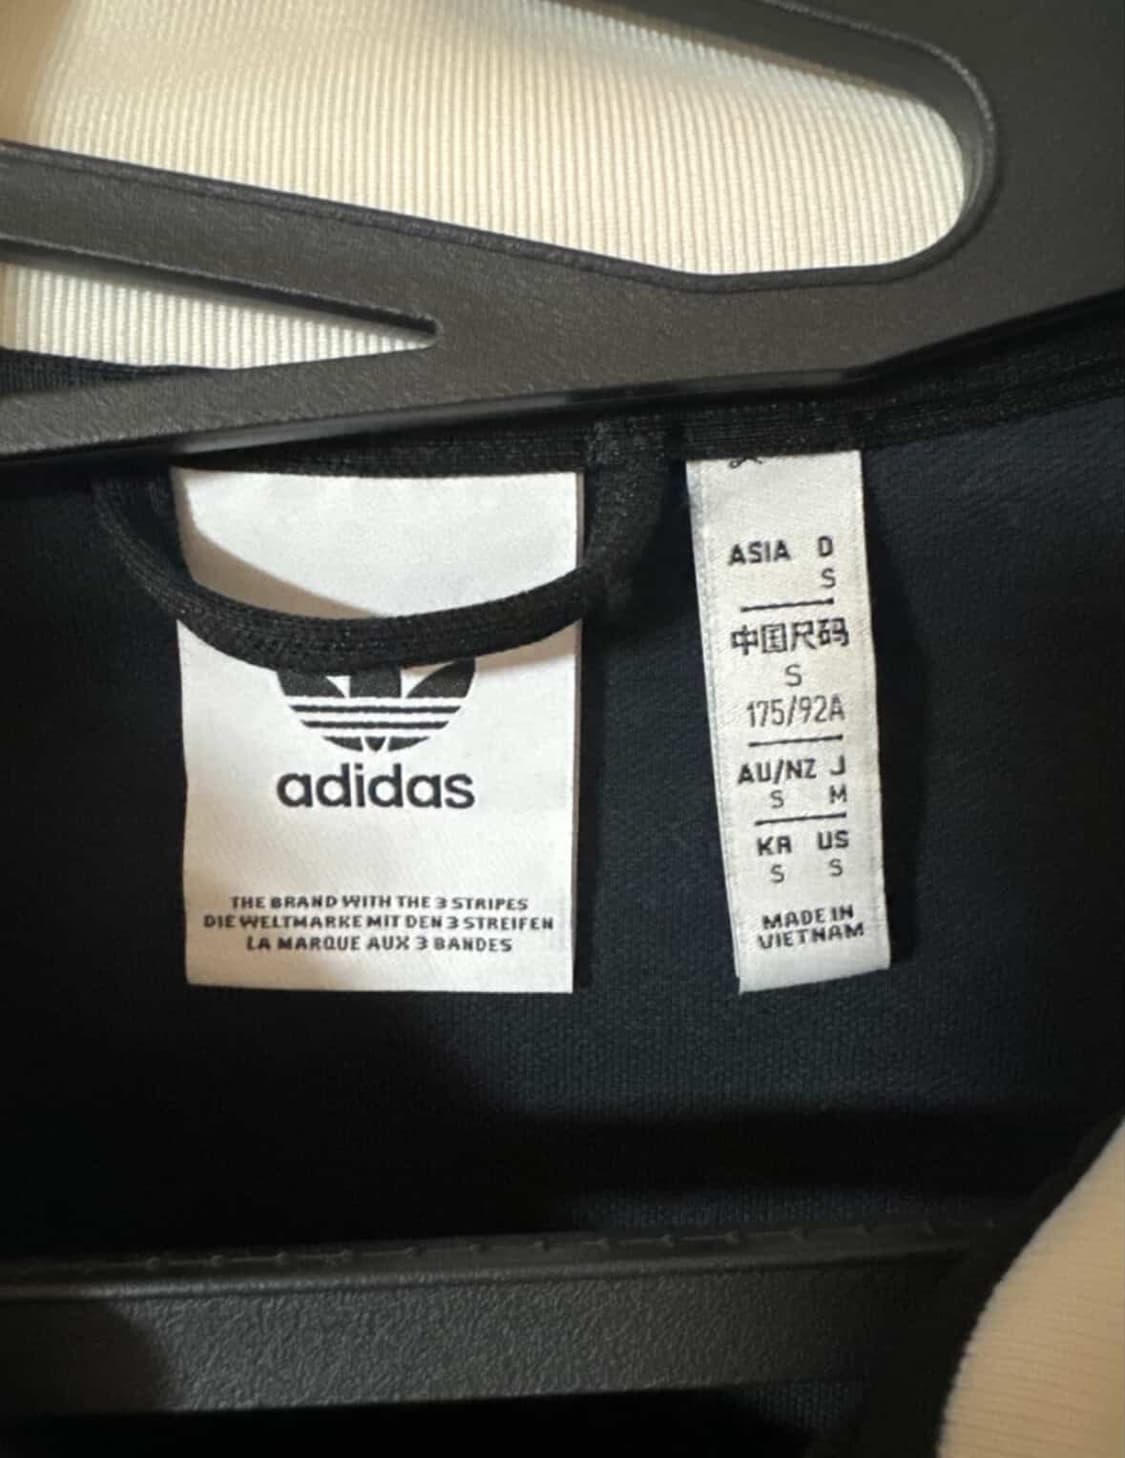 adidas
THE BRAND WITH THE 3 STRIPES
DIE WELTMARKE MIT DEN 3 STREIFEN
LA MARQUE AUX 3 BANDES
ASIA D
S
中国尺码
S
175/92A
AU/NZ J
S M
KR US
S S
MADE IN
VIETNAM